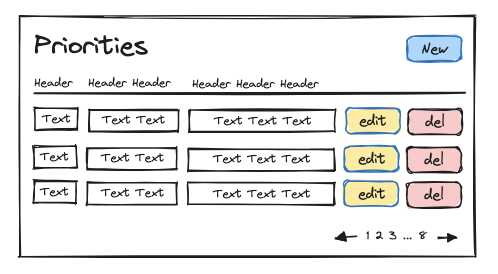 Priorities New
Header Header Header Header Header Header
Text Text Text Text Text Text edit del
Text Text Text Text Text Text edit del
Text Text Text Text Text Text edit del
1 2 3 ... 8